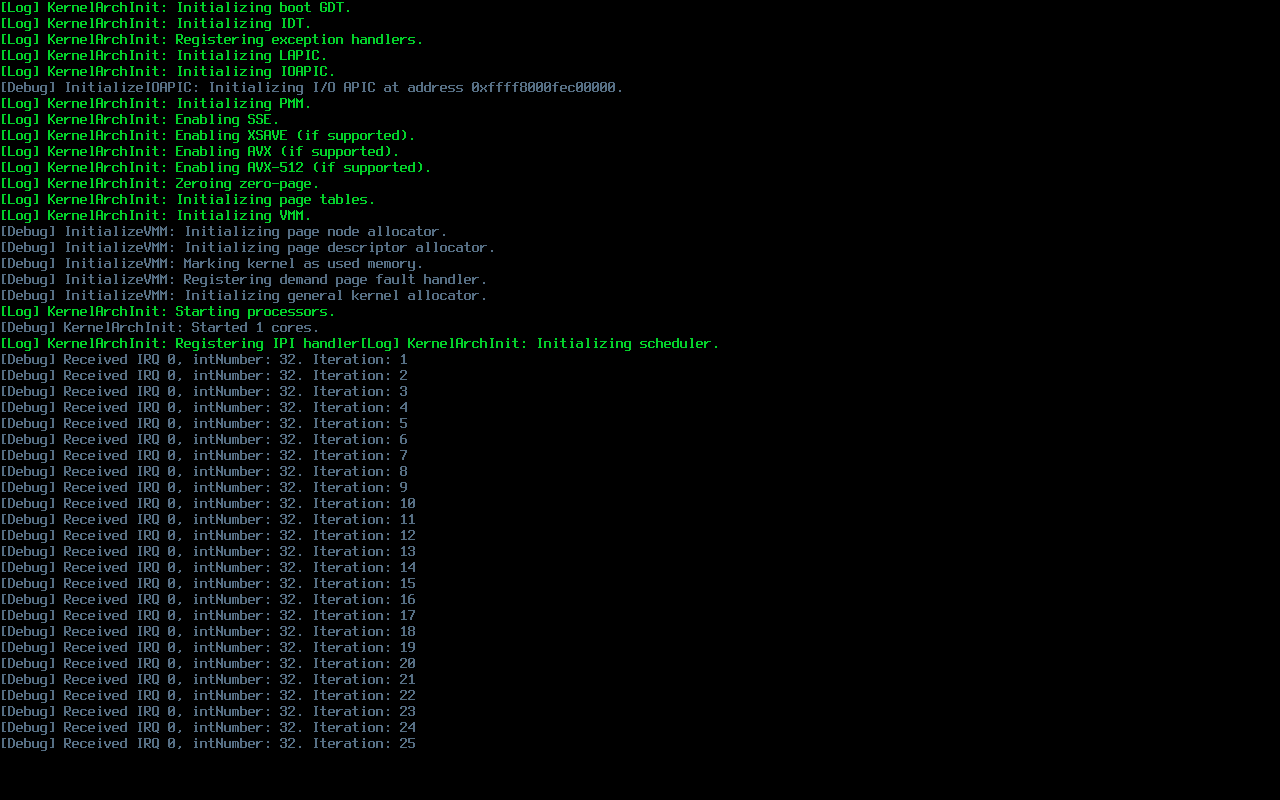 [Log] KernelArchInit: Initializing boot GDT.
[Log] KernelArchInit: Initializing IDT.
[Log] KernelArchInit: Registering exception handlers.
[Log] KernelArchInit: Initializing LAPIC.
[Log] KernelArchInit: Initializing IOAPIC.
[Debug] InitializeIOAPIC: Initializing I/O APIC at address 0xffff8000fec00000.
[Log] KernelArchInit: Initializing PMM.
[Log] KernelArchInit: Enabling SSE.
[Log] KernelArchInit: Enabling XSAVE (if supported).
[Log] KernelArchInit: Enabling AVX (if supported).
[Log] KernelArchInit: Enabling AVX-512 (if supported).
[Log] KernelArchInit: Zeroing zero-page.
[Log] KernelArchInit: Initializing page tables.
[Log] KernelArchInit: Initializing VMM.
[Debug] InitializeVMM: Initializing page node allocator.
[Debug] InitializeVMM: Initializing page descriptor allocator.
[Debug] InitializeVMM: Marking kernel as used memory.
[Debug] InitializeVMM: Registering demand page fault handler.
[Debug] InitializeVMM: Initializing general kernel allocator.
[Log] KernelArchInit: Starting processors.
[Debug] KernelArchInit: Started 1 cores.
[Log] KernelArchInit: Registering IPI handler[Log] KernelArchInit: Initializing scheduler.
[Debug] Received IRQ 0, intNumber: 32. Iteration: 1
[Debug] Received IRQ 0, intNumber: 32. Iteration: 2
[Debug] Received IRQ 0, intNumber: 32. Iteration: 3
[Debug] Received IRQ 0, intNumber: 32. Iteration: 4
[Debug] Received IRQ 0, intNumber: 32. Iteration: 5
[Debug] Received IRQ 0, intNumber: 32. Iteration: 6
[Debug] Received IRQ 0, intNumber: 32. Iteration: 7
[Debug] Received IRQ 0, intNumber: 32. Iteration: 8
[Debug] Received IRQ 0, intNumber: 32. Iteration: 9
[Debug] Received IRQ 0, intNumber: 32. Iteration: 10
[Debug] Received IRQ 0, intNumber: 32. Iteration: 11
[Debug] Received IRQ 0, intNumber: 32. Iteration: 12
[Debug] Received IRQ 0, intNumber: 32. Iteration: 13
[Debug] Received IRQ 0, intNumber: 32. Iteration: 14
[Debug] Received IRQ 0, intNumber: 32. Iteration: 15
[Debug] Received IRQ 0, intNumber: 32. Iteration: 16
[Debug] Received IRQ 0, intNumber: 32. Iteration: 17
[Debug] Received IRQ 0, intNumber: 32. Iteration: 18
[Debug] Received IRQ 0, intNumber: 32. Iteration: 19
[Debug] Received IRQ 0, intNumber: 32. Iteration: 20
[Debug] Received IRQ 0, intNumber: 32. Iteration: 21
[Debug] Received IRQ 0, intNumber: 32. Iteration: 22
[Debug] Received IRQ 0, intNumber: 32. Iteration: 23
[Debug] Received IRQ 0, intNumber: 32. Iteration: 24
[Debug] Received IRQ 0, intNumber: 32. Iteration: 25